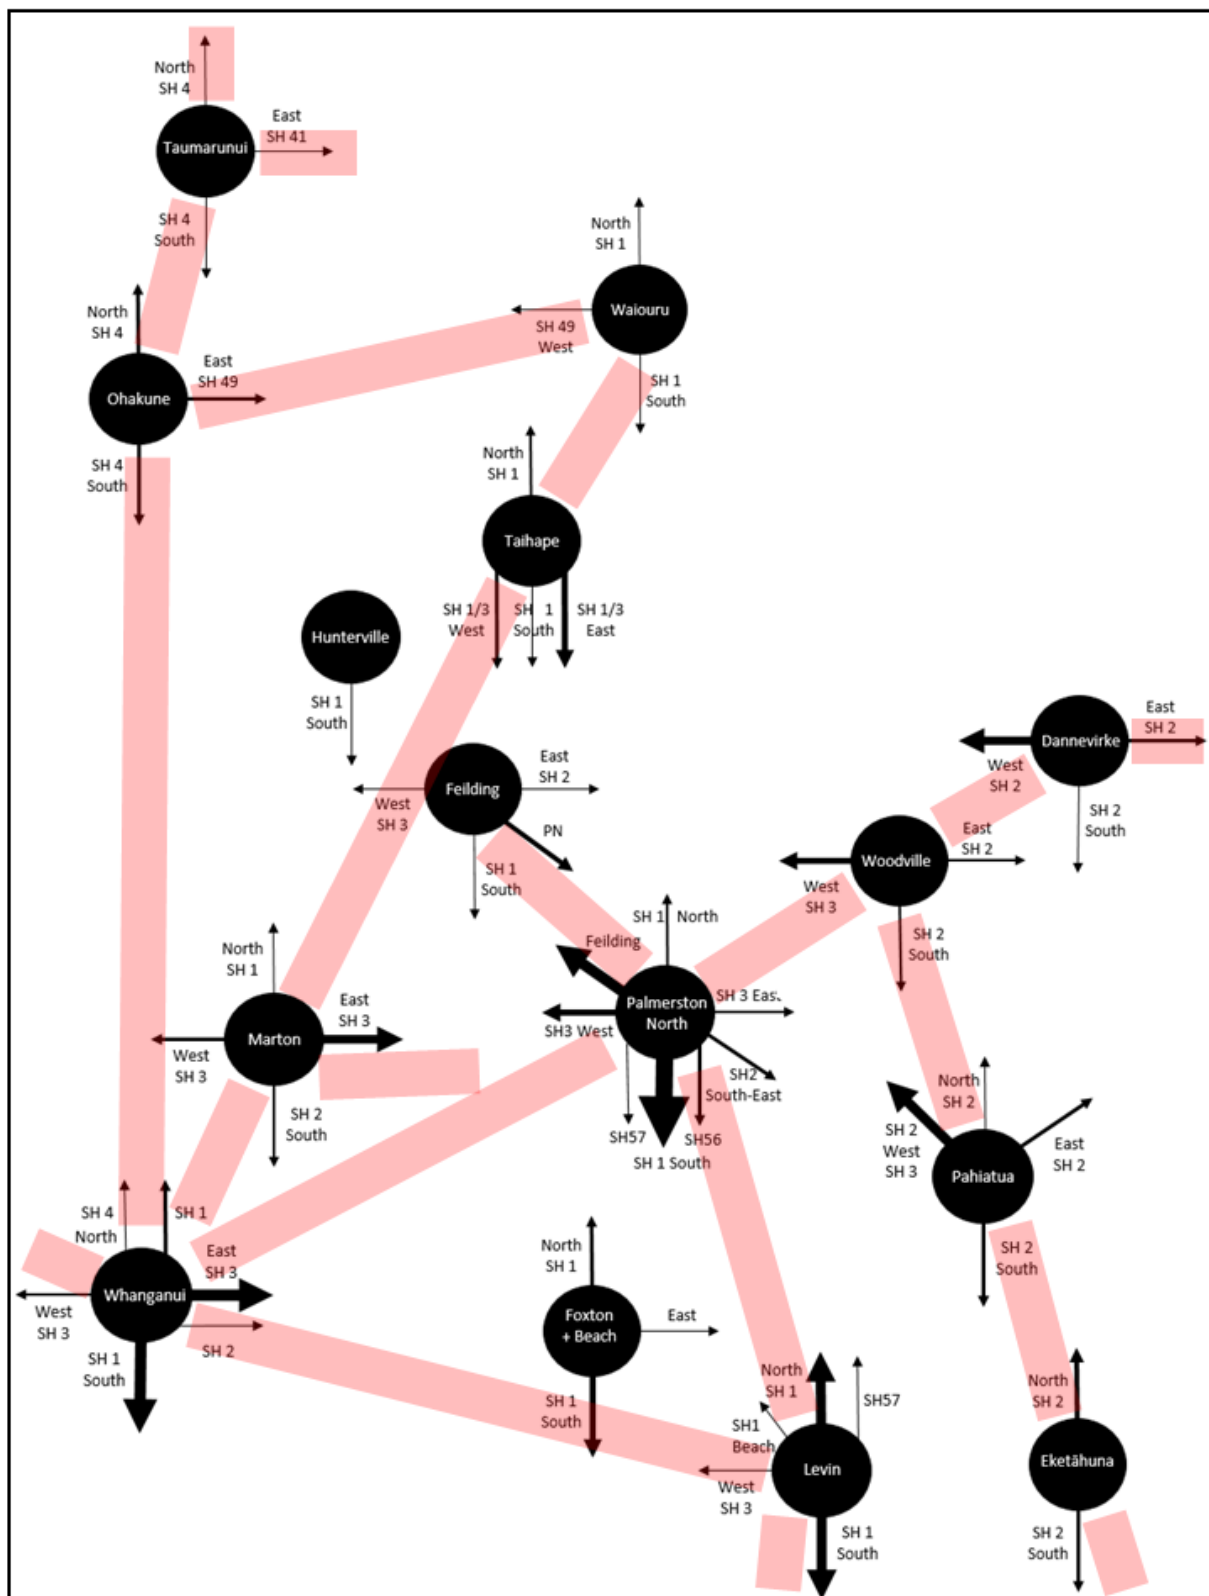 North
SH 4
East
SH 41
Taumarunui
SH 4
South
North
SH 1
Waiouru
SH 49
West
SH 1
South
North
SH 4
East
SH 49
Ohakune
SH 4
South
North
SH 1
Taihape
SH 1/3
West
SH 1
South
SH 1/3
East
Hunterville
SH 1
South
East
SH 2
Dannevirke
West
SH 2
SH 2
South
East
SH 2
Feilding
West
SH 3
PN
SH 1
South
Woodville
East
SH 2
West
SH 3
SH 2
South
SH 1
North
Feilding
Palmerston
North
SH 3 East
SH3 West
SH2
South-East
SH57
SH56
SH 1 South
North
SH 1
East
SH 3
Marton
West
SH 3
SH 2
South
North
SH 2
SH 2
West
SH 3
East
SH 2
Pahiatua
SH 2
South
SH 4
North
SH 1
East
SH 3
Whanganui
West
SH 3
SH 2
SH 1
South
North
SH 1
Foxton
+ Beach
East
SH 1
South
North
SH 1
SH57
SH1
Beach
Levin
West
SH 3
SH 1
South
North
SH 2
Eketāhuna
SH 2
South